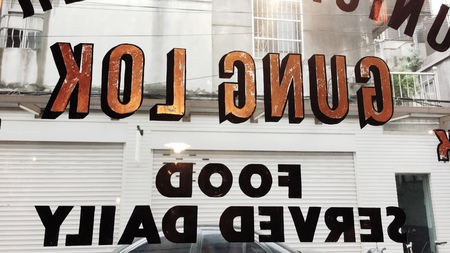 GUNG LOK
FOOD
SERVED DAILY